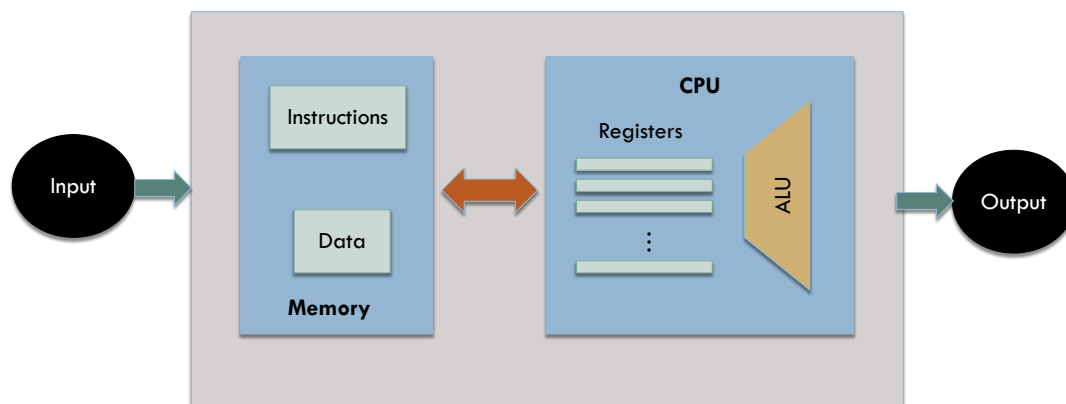 Input
Instructions
Data
Memory
CPU
Registers
⋮
ALU
Output